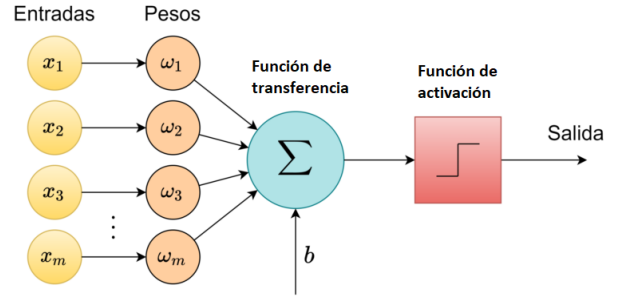 Entradas
Pesos
x₁
ω₁
Función de
transferencia
Función de
activación
x₂
ω₂
Σ
Salida
x₃
ω₃
⋮
xₘ
ωₘ
b